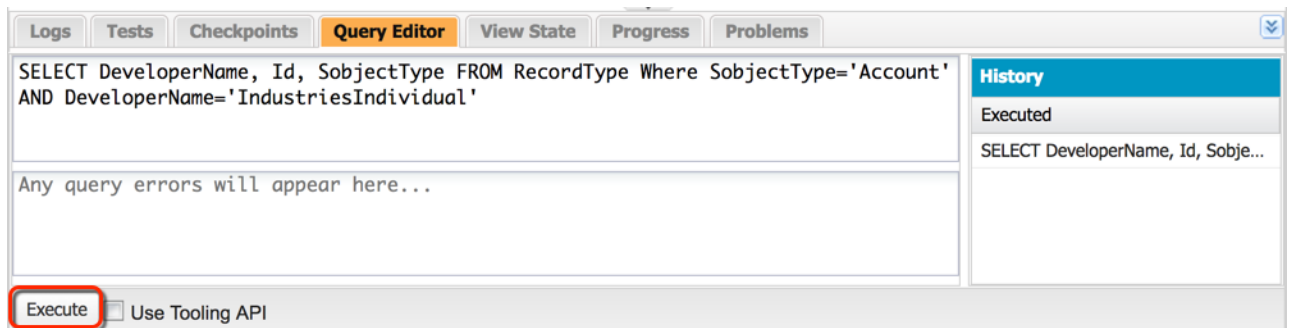 Logs Tests Checkpoints Query Editor View State Progress Problems
SELECT DeveloperName, Id, SobjectType FROM RecordType Where SobjectType='Account'
AND DeveloperName='IndustriesIndividual'
Any query errors will appear here...
History
Executed
SELECT DeveloperName, Id, Sobje...
Execute Use Tooling API